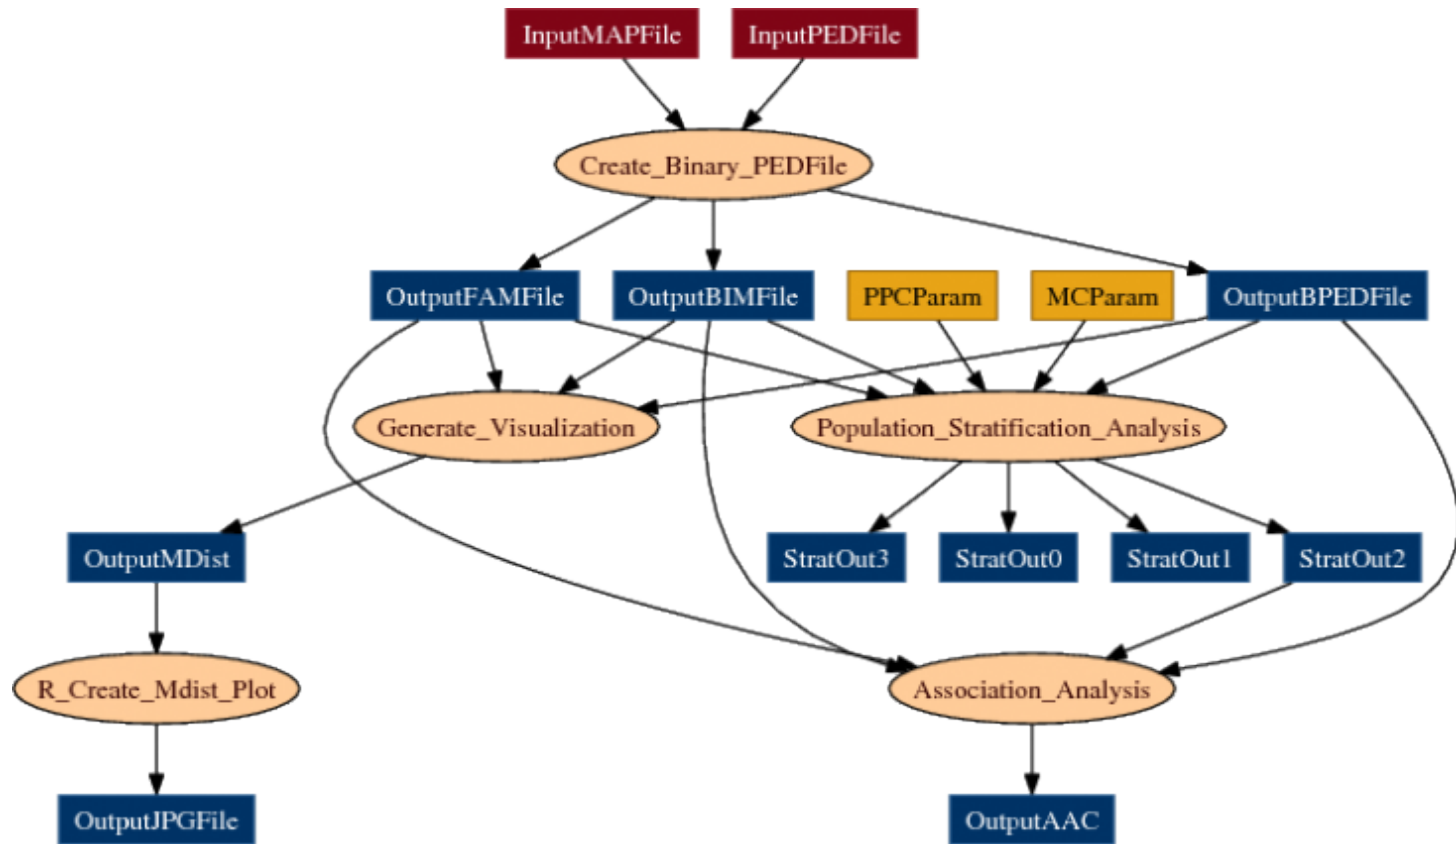 InputMAPFile
InputPEDFile
Create_Binary_PEDFile
OutputFAMFile
OutputBIMFile
PPCParam
MCParam
OutputBPEDFile
Generate_Visualization
Population_Stratification_Analysis
OutputMDist
StratOut3
StratOut0
StratOut1
StratOut2
R_Create_Mdist_Plot
Association_Analysis
OutputJPGFile
OutputAAC